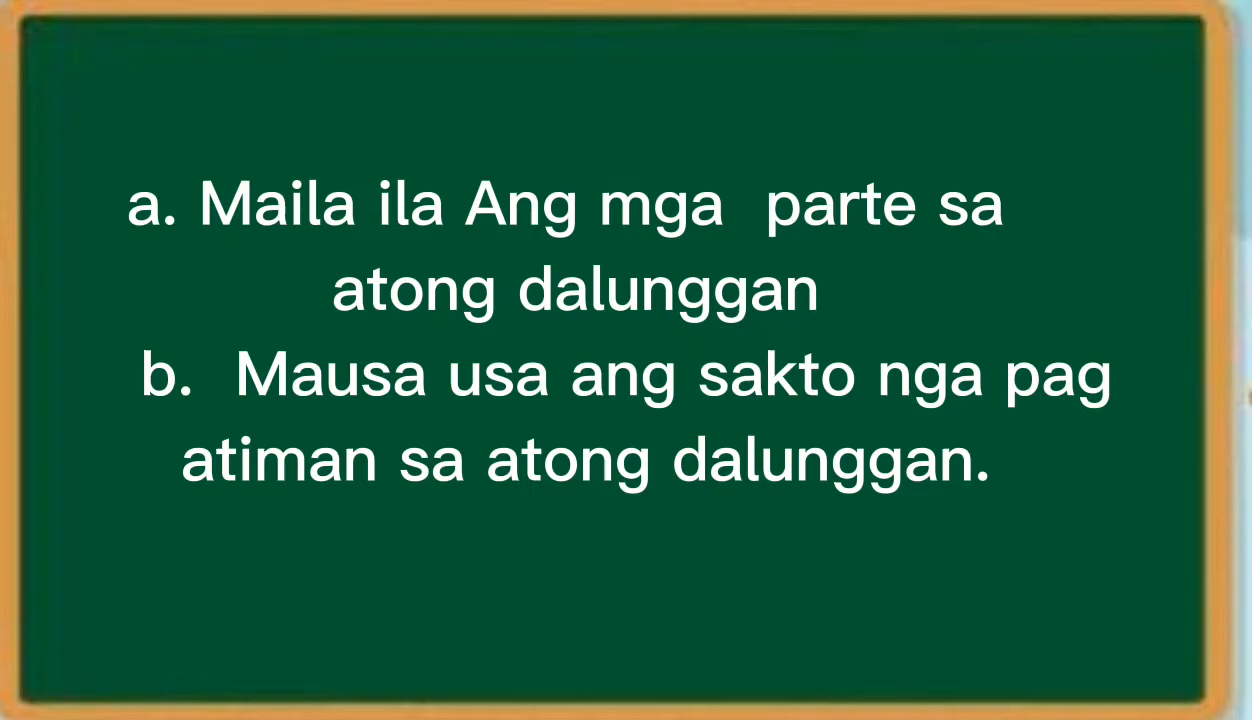 a. Maila ila Ang mga parte sa
atong dalunggan
b. Mausa usa ang sakto nga pag
atiman sa atong dalunggan.